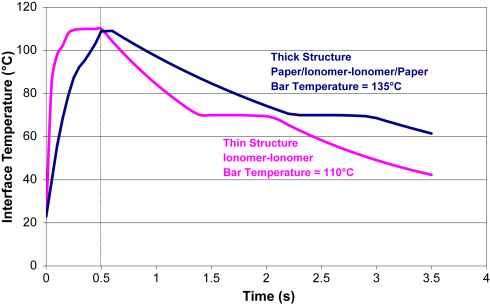 Interface Temperature (°C)
120
100
80
60
40
20
0
Thick Structure
Paper/Ionomer-Ionomer/Paper
Bar Temperature = 135°C
Thin Structure
Ionomer-Ionomer
Bar Temperature = 110°C
0 0.5 1 1.5 2 2.5 3 3.5 4
Time (s)